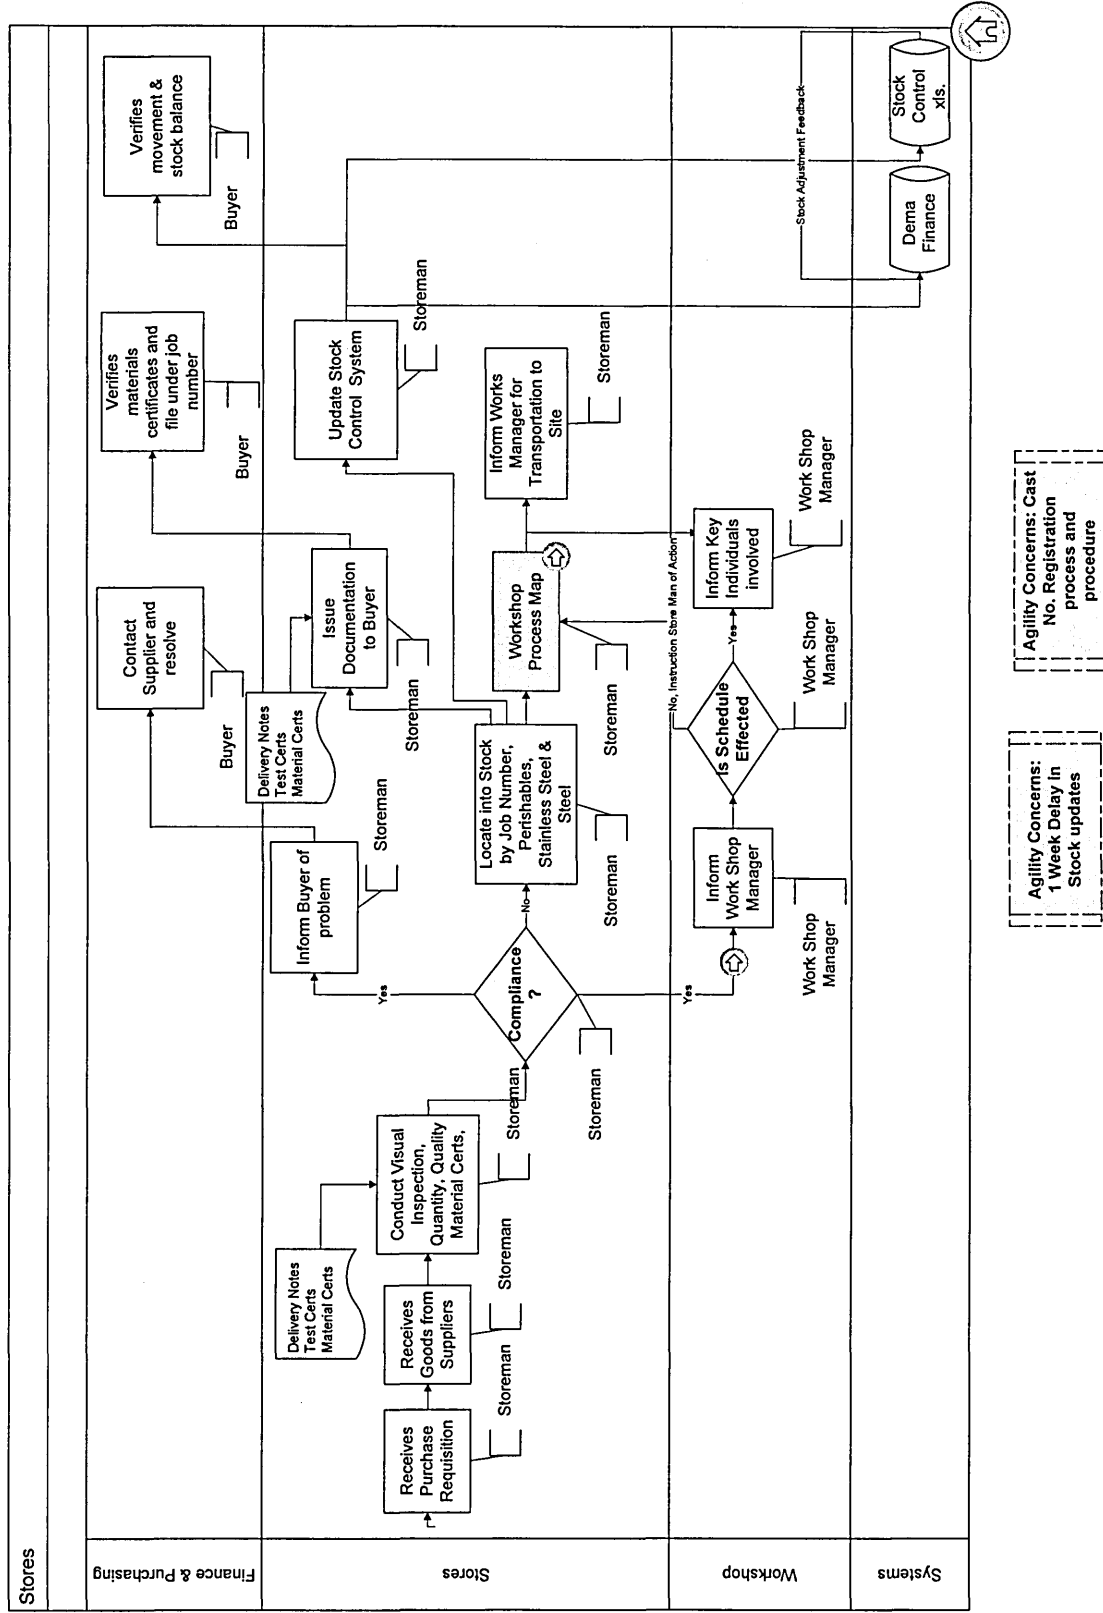 Stores
Finance & Purchasing
Stores
Workshop
Systems
Contact
Supplier and
resolve
Buyer
Verifies
materials
certificates and
file under job
number
Buyer
Verifies
movement &
stock balance
Buyer
Receives
Purchase
Requisition
Storeman
Receives
Goods from
Suppliers
Storeman
Delivery Notes
Test Certs
Material Certs
Conduct Visual
Inspection,
Quantity, Quality
Material Certs,
Storeman
Compliance
?
Storeman
Yes
No
Yes
Inform Buyer of
problem
Storeman
Delivery Notes
Test Certs
Material Certs
Issue
Documentation
to Buyer
Storeman
Locate into Stock
by Job Number,
Perishables,
Stainless Steel &
Steel
Storeman
Update Stock
Control System
Storeman
Workshop
Process Map
Storeman
Inform Works
Manager for
Transportation to
Site
Storeman
Inform
Work Shop
Manager
Work Shop
Manager
Is Schedule
Effected
Work Shop
Manager
No, Instruction Store Man of Action
Yes
Inform Key
Individuals
involved
Work Shop
Manager
Stock Adjustment Feedback
Dema
Finance
Stock
Control
xls.
Agility Concerns:
1 Week Delay in
Stock updates
Agility Concerns: Cast
No. Registration
process and
procedure